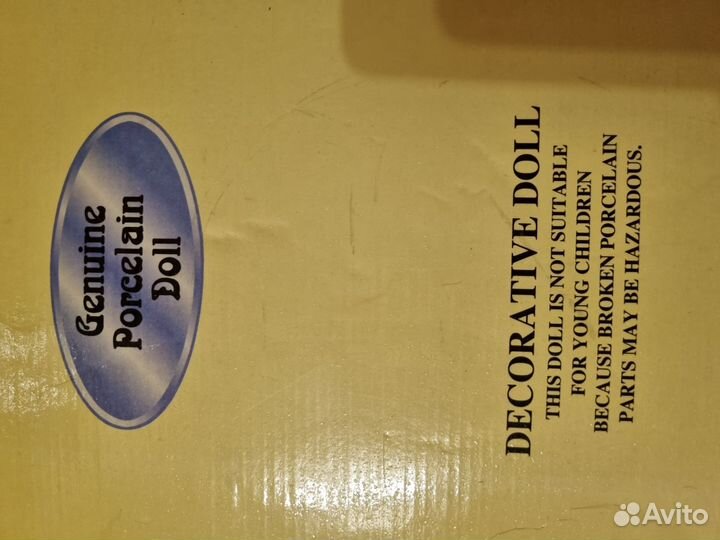 Genuine
Porcelain
Doll
DECORATIVE DOLL
THIS DOLL IS NOT SUITABLE
FOR YOUNG CHILDREN
BECAUSE BROKEN PORCELAIN
PARTS MAY BE HAZARDOUS.
Avito